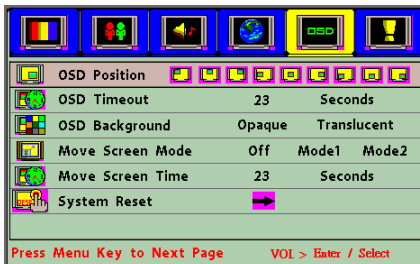 OSD
OSD Position
OSD Timeout 23 Seconds
OSD Background Opaque Translucent
Move Screen Mode Off Mode1 Mode2
Move Screen Time 23 Seconds
System Reset
Press Menu Key to Next Page VOL > Enter / Select